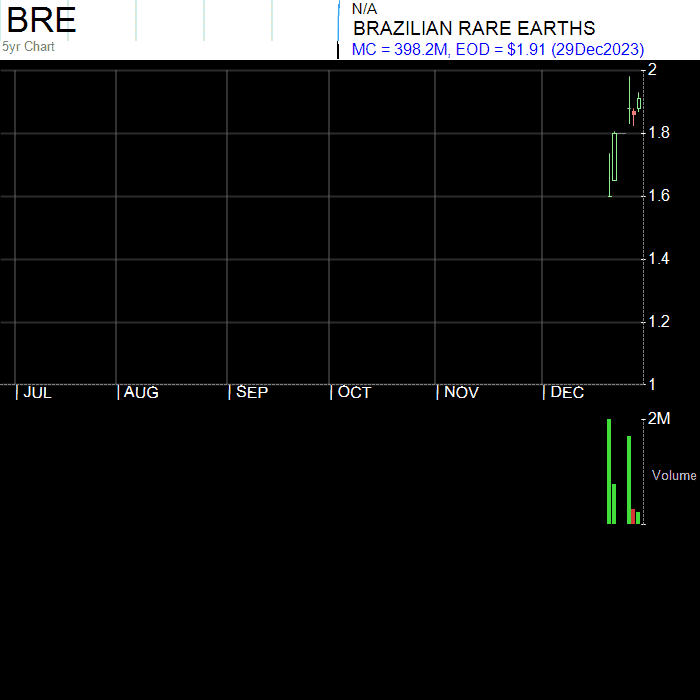 BRE
5yr Chart
N/A
BRAZILIAN RARE EARTHS
MC = 398.2M, EOD = $1.91 (29Dec2023)
2
1.8
1.6
1.4
1.2
1
| JUL | AUG | SEP | OCT | NOV | DEC
2M
Volume